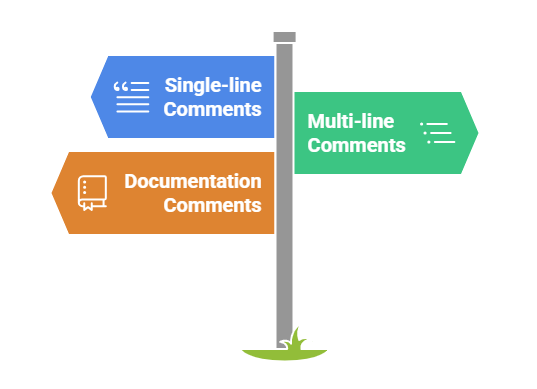 Single-line
Comments
Multi-line
Comments
Documentation
Comments